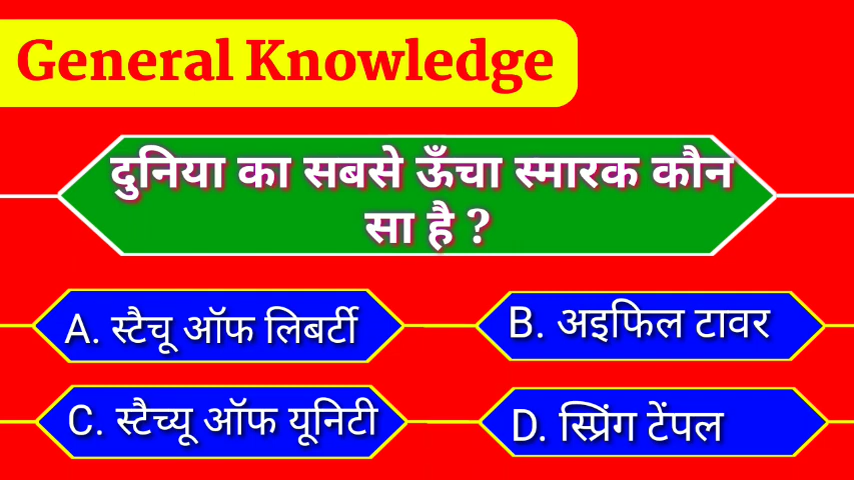 General Knowledge
दुनिया का सबसे ऊँचा स्मारक कौन
सा है ?
A. स्टैचू ऑफ लिबर्टी
B. अइफिल टावर
C. स्टैच्यू ऑफ यूनिटी
D. स्प्रिंग टेंपल